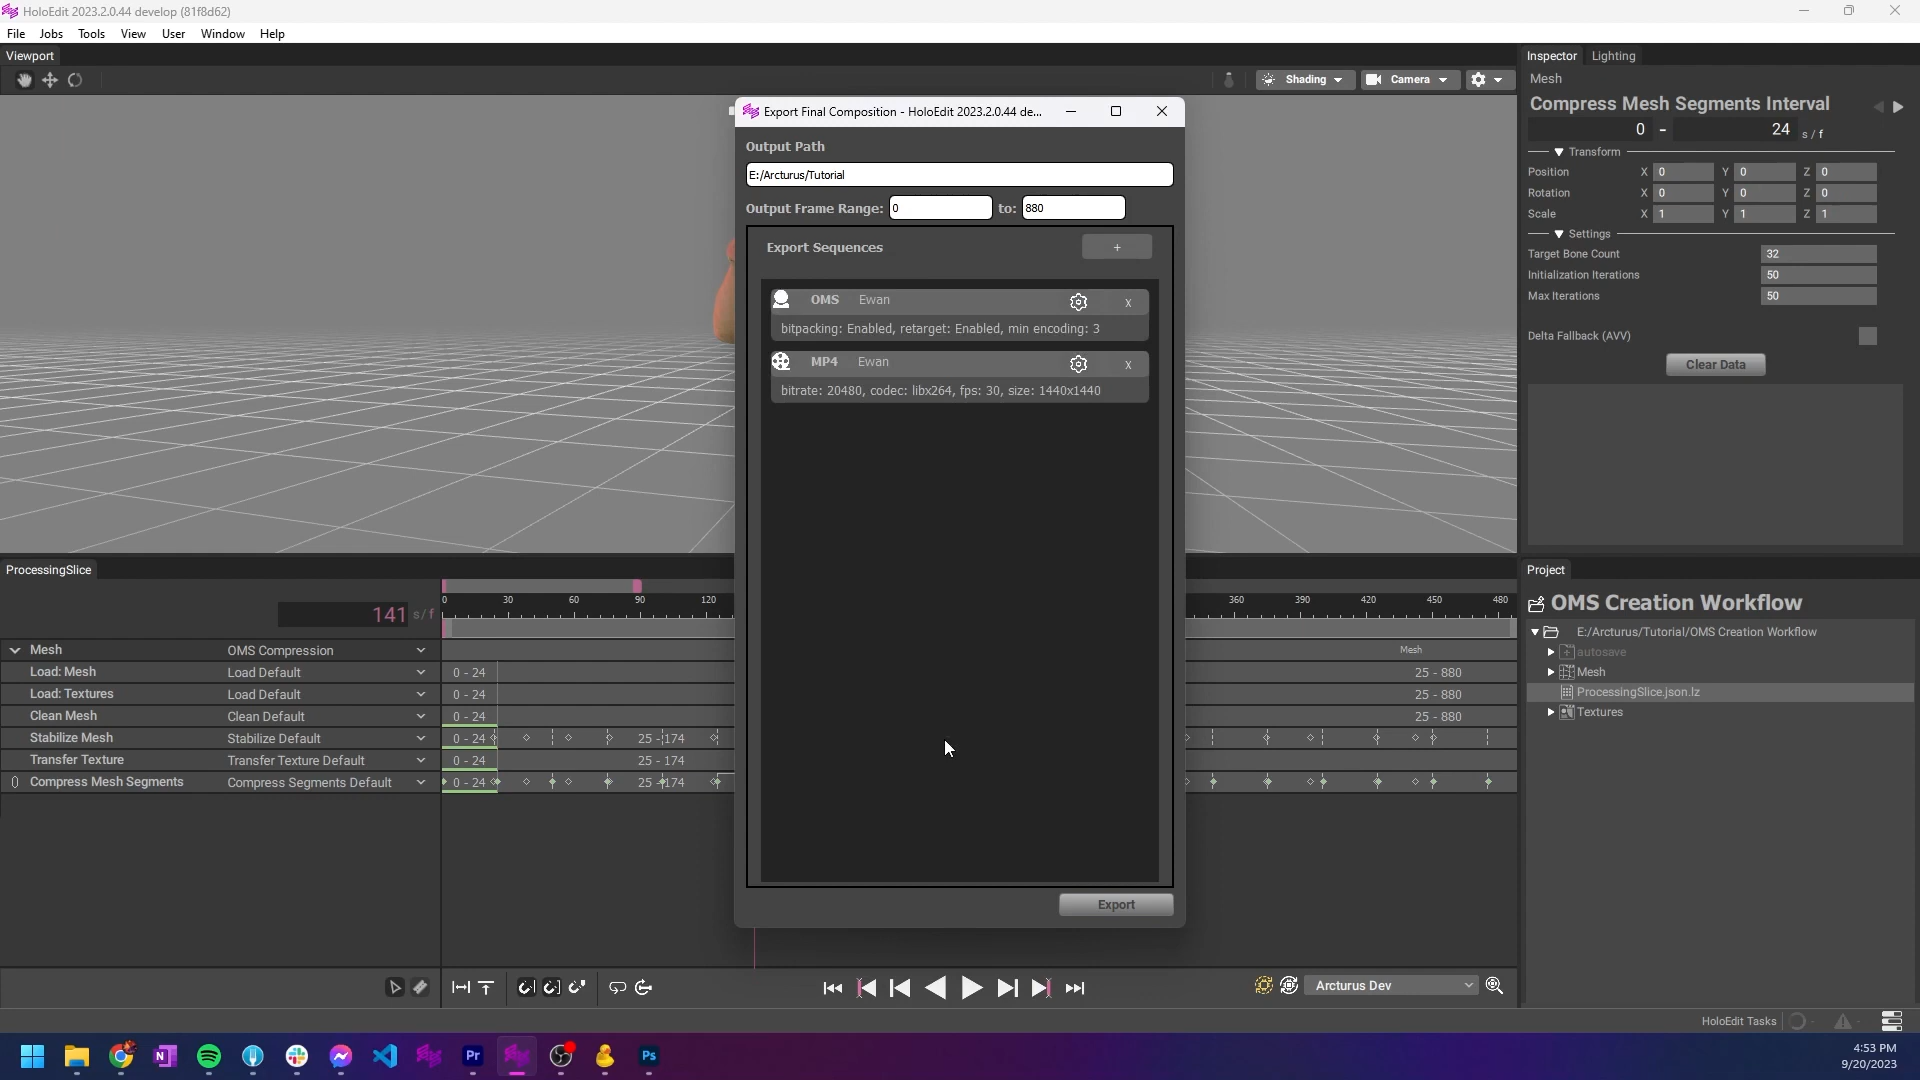 HoloEdit 2023.2.0.44 develop (81f8d62)
File Jobs Tools View User Window Help
Viewport
Shading
Camera
Export Final Composition - HoloEdit 2023.2.0.44 de...
Output Path
E:/Arcturus/Tutorial
Output Frame Range: 0 to: 880
Export Sequences +
OMS Ewan x
bitpacking: Enabled, retarget: Enabled, min encoding: 3
MP4 Ewan x
bitrate: 20480, codec: libx264, fps: 30, size: 1440x1440
Export
Inspector Lighting
Mesh
Compress Mesh Segments Interval
0 - 24 s / f
Transform
Position X 0 Y 0 Z 0
Rotation X 0 Y 0 Z 0
Scale X 1 Y 1 Z 1
Settings
Target Bone Count 32
Initialization Iterations 50
Max Iterations 50
Delta Fallback (AVV)
Clear Data
ProcessingSlice
141 s / f
0 30 60 90 120 360 390 420 450 480
Mesh OMS Compression Mesh
Load: Mesh Load Default 0 - 24 25 - 880
Load: Textures Load Default 0 - 24 25 - 880
Clean Mesh Clean Default 0 - 24 25 - 880
Stabilize Mesh Stabilize Default 0 - 24 25 - 174
Transfer Texture Transfer Texture Default 0 - 24 25 - 174
Compress Mesh Segments Compress Segments Default 0 - 24 25 - 174
Arcturus Dev
Project
OMS Creation Workflow
E:/Arcturus/Tutorial/OMS Creation Workflow
autosave
Mesh
ProcessingSlice.json.lz
Textures
HoloEdit Tasks
N
Pr
Ps
4:53 PM
9/20/2023